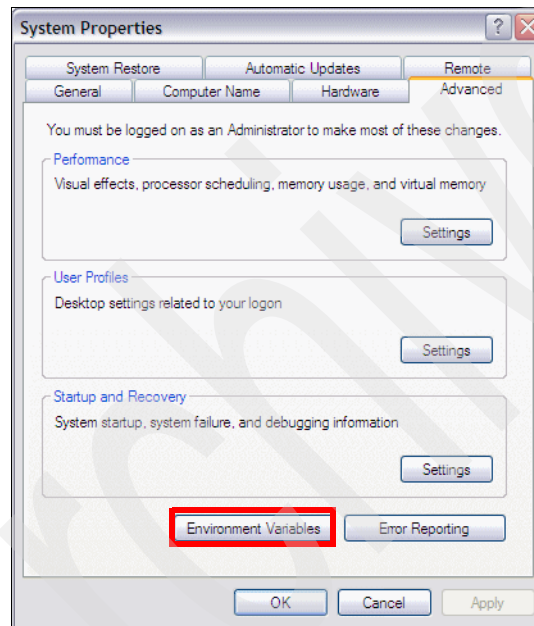 System Properties
System Restore Automatic Updates Remote
General Computer Name Hardware Advanced
You must be logged on as an Administrator to make most of these changes.
Performance
Visual effects, processor scheduling, memory usage, and virtual memory
Settings
User Profiles
Desktop settings related to your logon
Settings
Startup and Recovery
System startup, system failure, and debugging information
Settings
Environment Variables Error Reporting
OK Cancel Apply